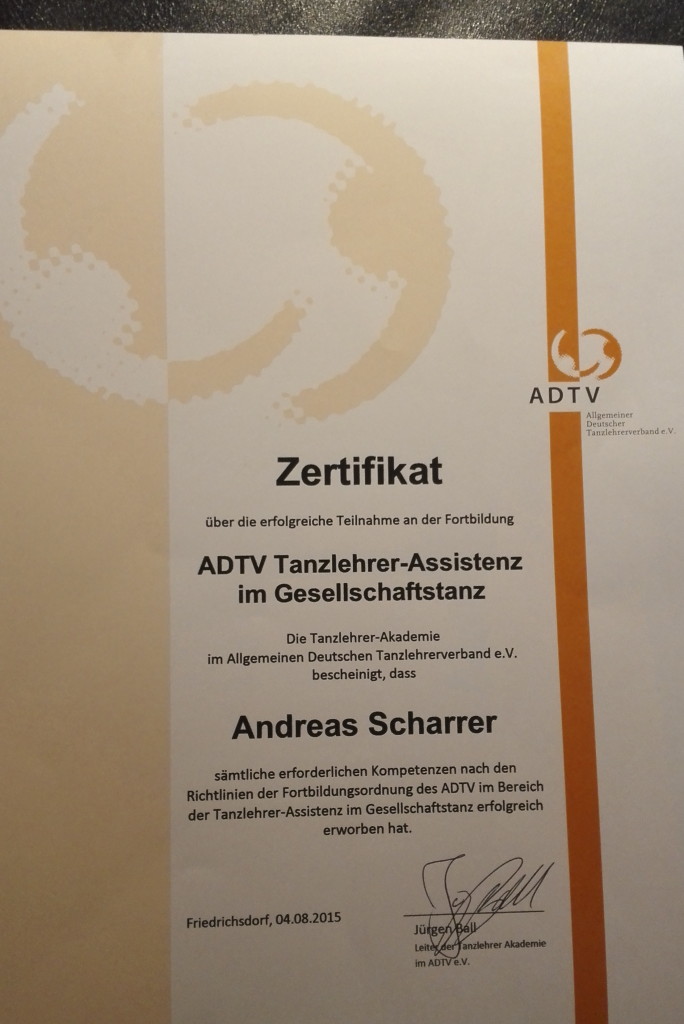 ADTV
Allgemeiner
Deutscher
Tanzlehrerverband e.V.
Zertifikat
über die erfolgreiche Teilnahme an der Fortbildung
ADTV Tanzlehrer-Assistenz
im Gesellschaftstanz
Die Tanzlehrer-Akademie
im Allgemeinen Deutschen Tanzlehrerverband e.V.
bescheinigt, dass
Andreas Scharrer
sämtliche erforderlichen Kompetenzen nach den
Richtlinien der Fortbildungsordnung des ADTV im Bereich
der Tanzlehrer-Assistenz im Gesellschaftstanz erfolgreich
erworben hat.
Friedrichsdorf, 04.08.2015
Jürgen Ball
Leiter der Tanzlehrer Akademie
im ADTV e.V.